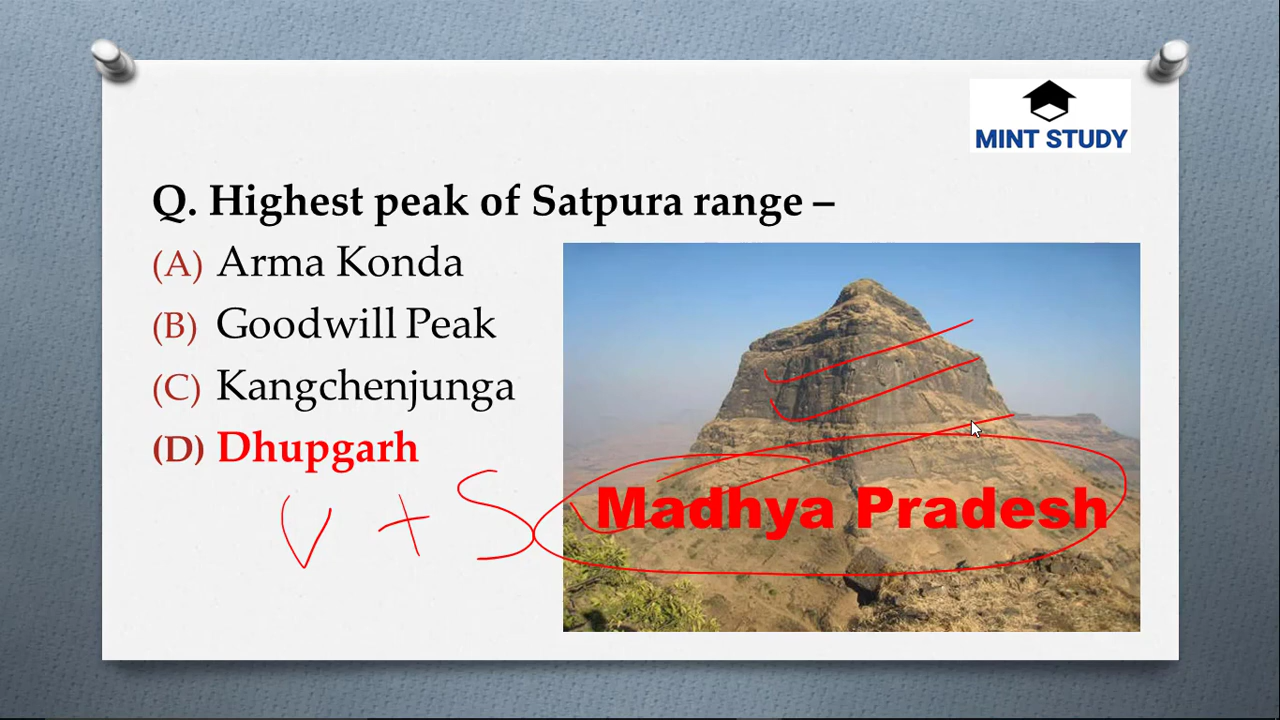 MINT STUDY
Q. Highest peak of Satpura range –
(A) Arma Konda
(B) Goodwill Peak
(C) Kangchenjunga
(D) Dhupgarh
V + S
Madhya Pradesh